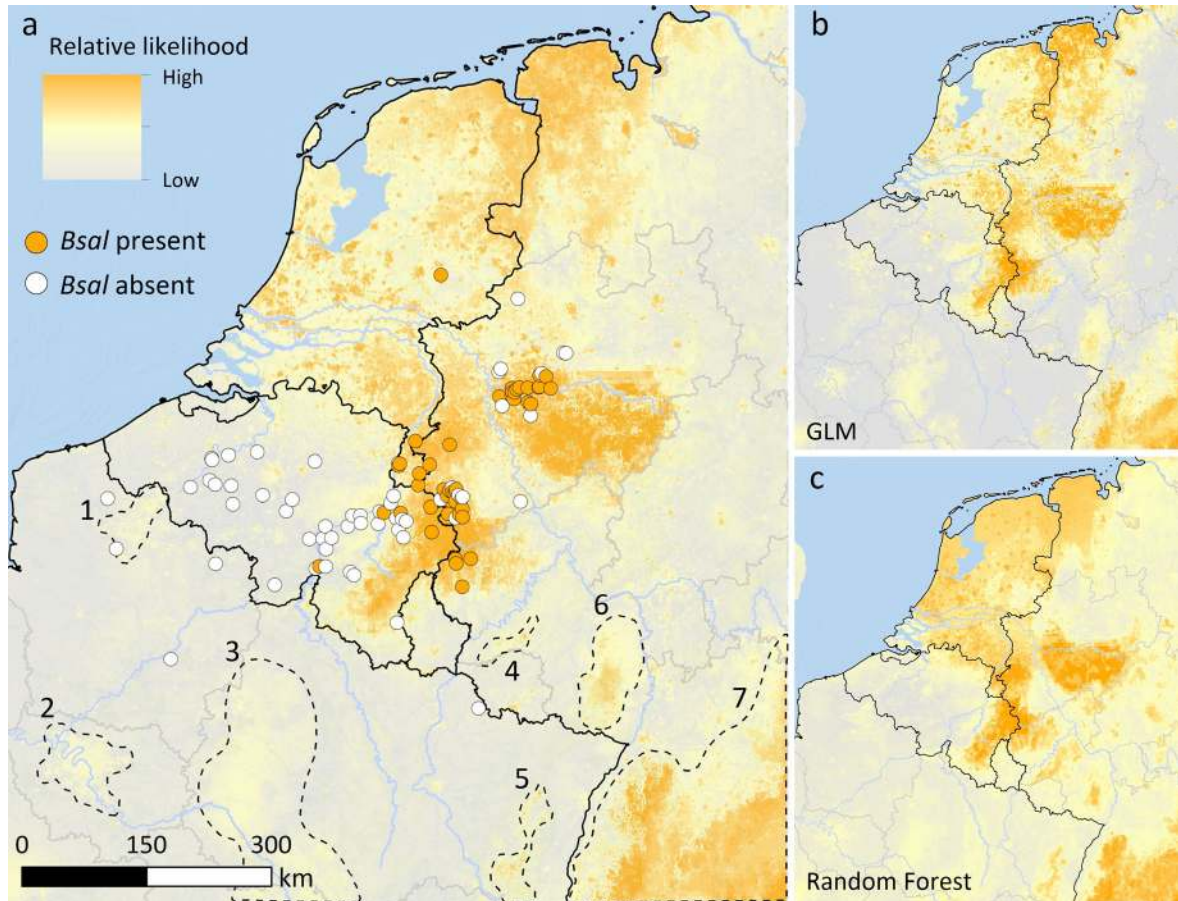 a
Relative likelihood
High
Low
Bsal present
Bsal absent
1
2
3
4
5
6
7
0 150 300
km
b
GLM
c
Random Forest